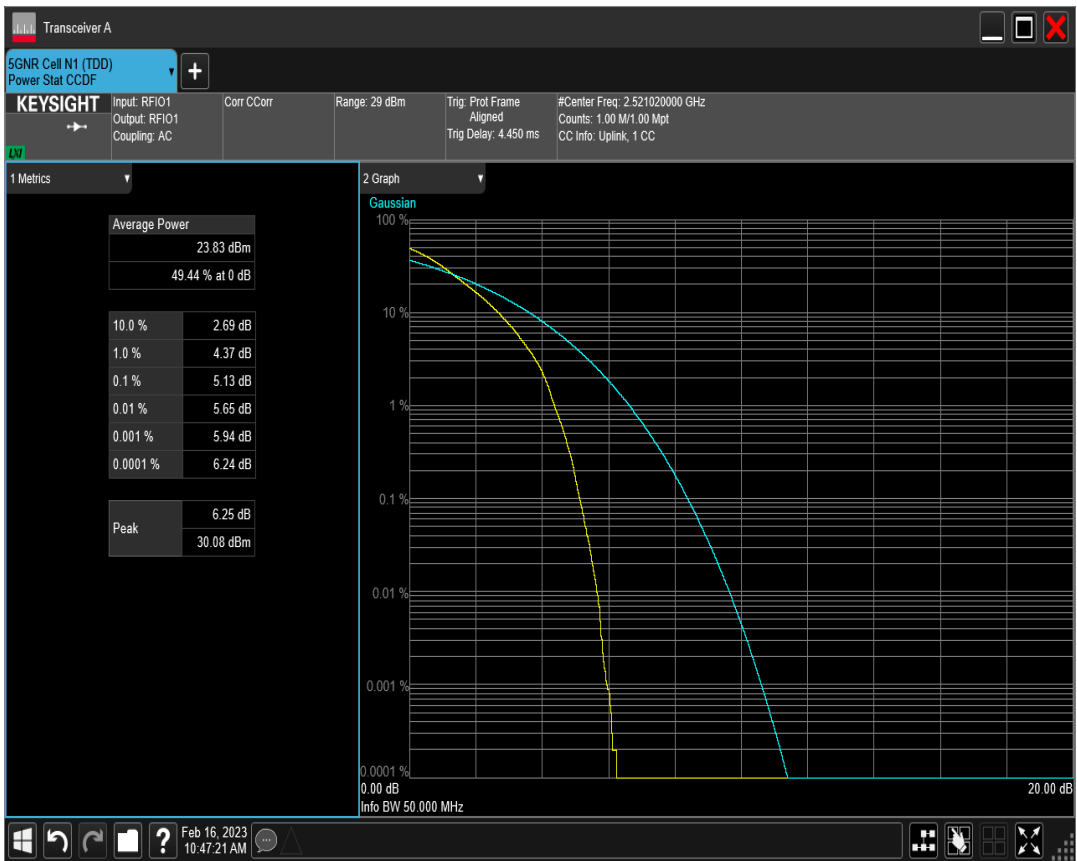 Transceiver A
5GNR Cell N1 (TDD)
Power Stat CCDF
+
KEYSIGHT
LXI
Input: RFIO1
Output: RFIO1
Coupling: AC
Corr CCorr
Range: 29 dBm
Trig: Prot Frame
Aligned
Trig Delay: 4.450 ms
#Center Freq: 2.521020000 GHz
Counts: 1.00 M/1.00 Mpt
CC Info: Uplink, 1 CC
1 Metrics
Average Power
23.83 dBm
49.44 % at 0 dB
10.0 % 2.69 dB
1.0 % 4.37 dB
0.1 % 5.13 dB
0.01 % 5.65 dB
0.001 % 5.94 dB
0.0001 % 6.24 dB
Peak
6.25 dB
30.08 dBm
2 Graph
Gaussian
100 %
10 %
1 %
0.1 %
0.01 %
0.001 %
0.0001 %
0.00 dB 20.00 dB
Info BW 50.000 MHz
?
Feb 16, 2023
10:47:21 AM